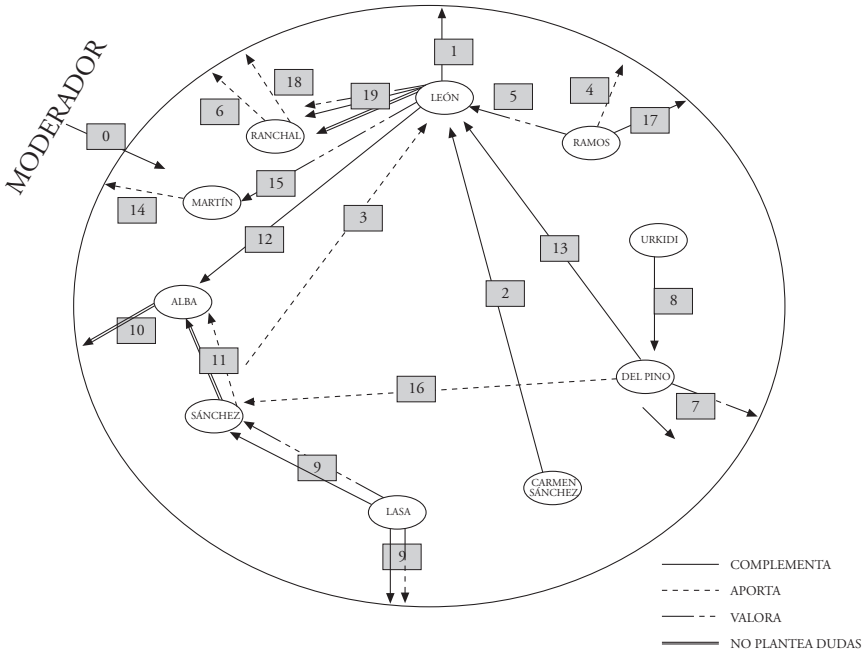 1
LEÓN
18
19
5
4
6
RANCHAL
17
RAMOS
MODERADOR
0
15
MARTÍN
14
3
12
13
URKIDI
ALBA
2
8
10
11
DEL PINO
16
7
SÁNCHEZ
9
CARMEN
SÁNCHEZ
LASA
9
COMPLEMENTA
APORTA
VALORA
NO PLANTEA DUDAS